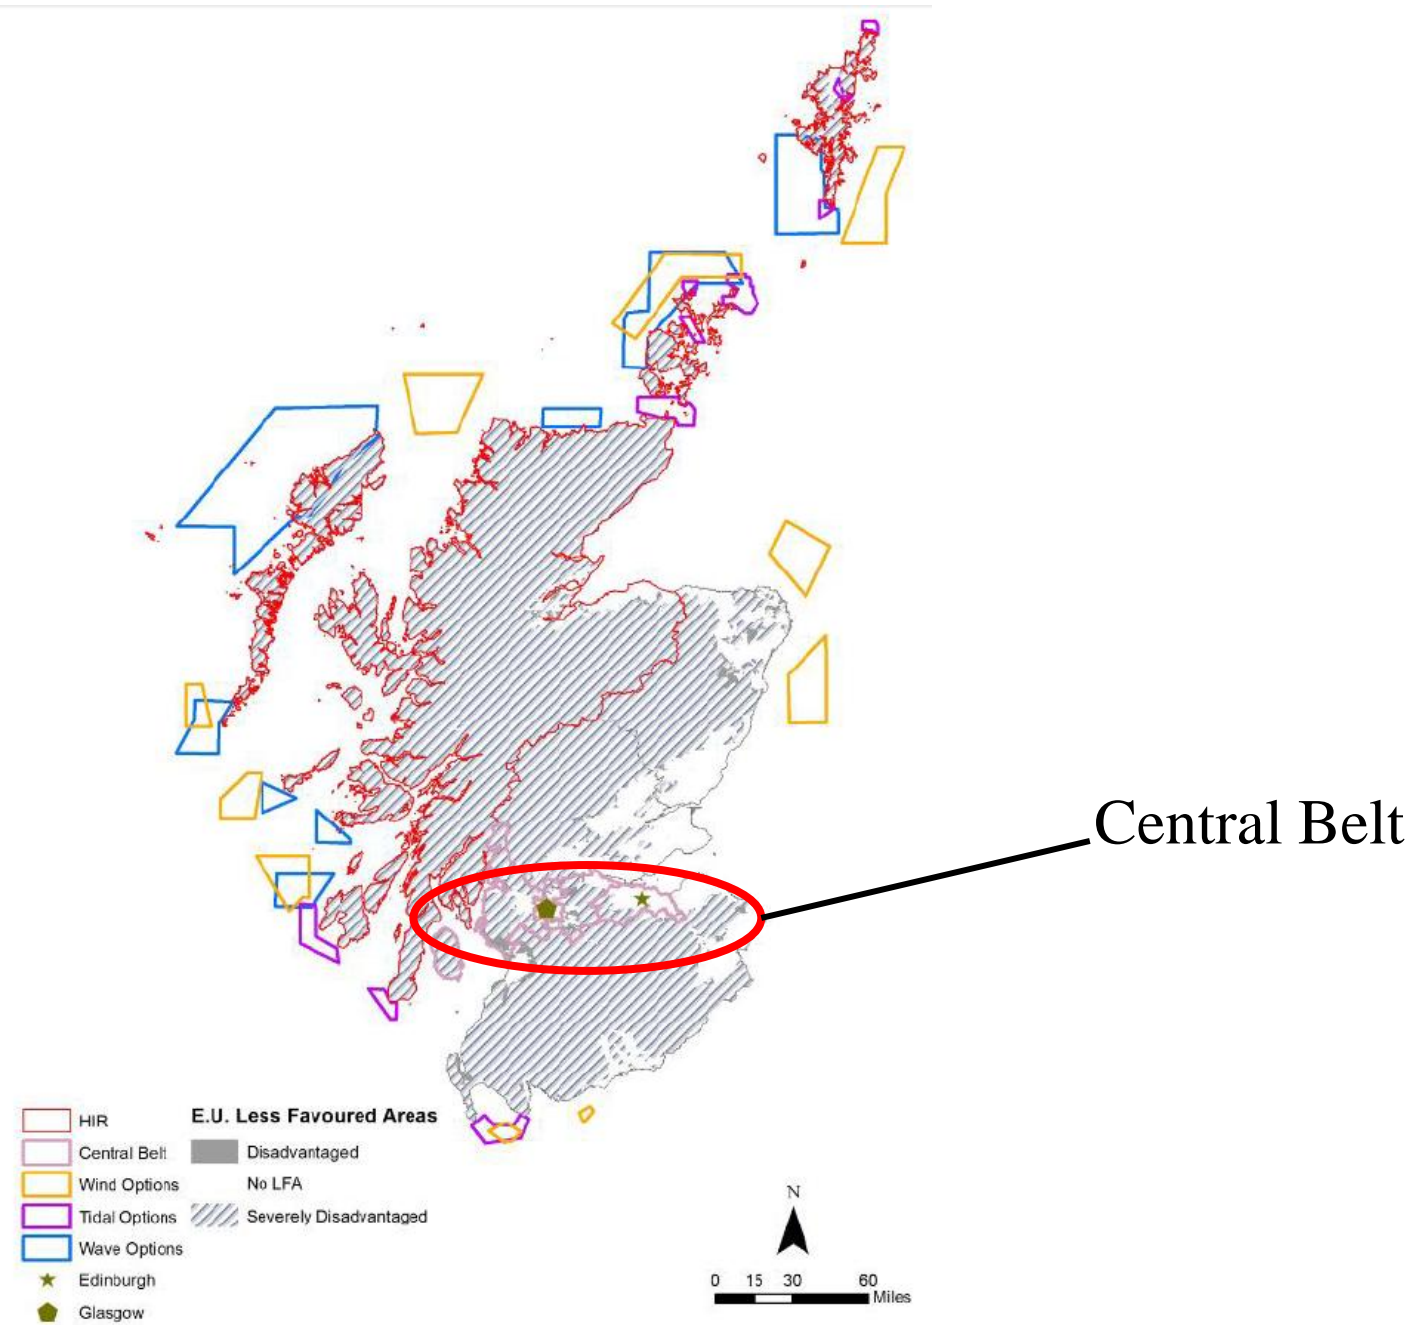 Central Belt
HIR
Central Belt
Wind Options
Tidal Options
Wave Options
Edinburgh
Glasgow
E.U. Less Favoured Areas
Disadvantaged
No LFA
Severely Disadvantaged
N
0 15 30 60
Miles